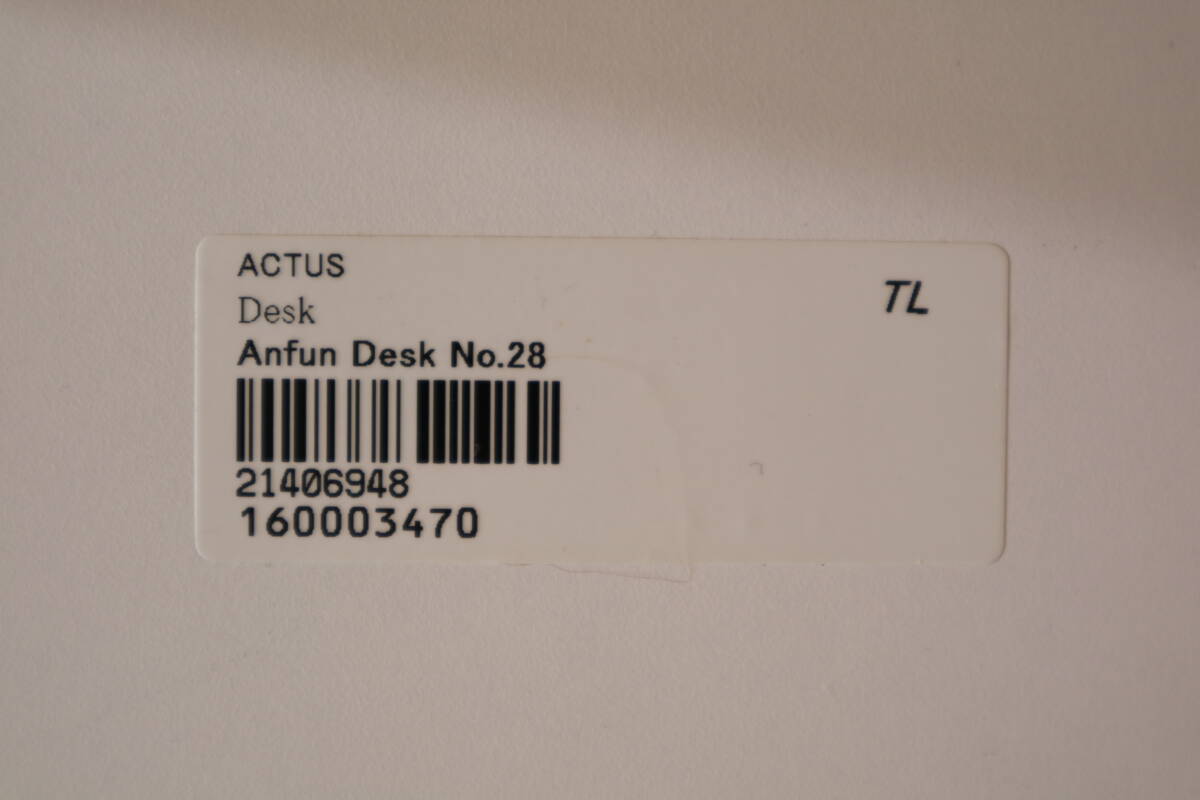 ACTUS
TL
Desk
Anfun Desk No.28
21406948
160003470